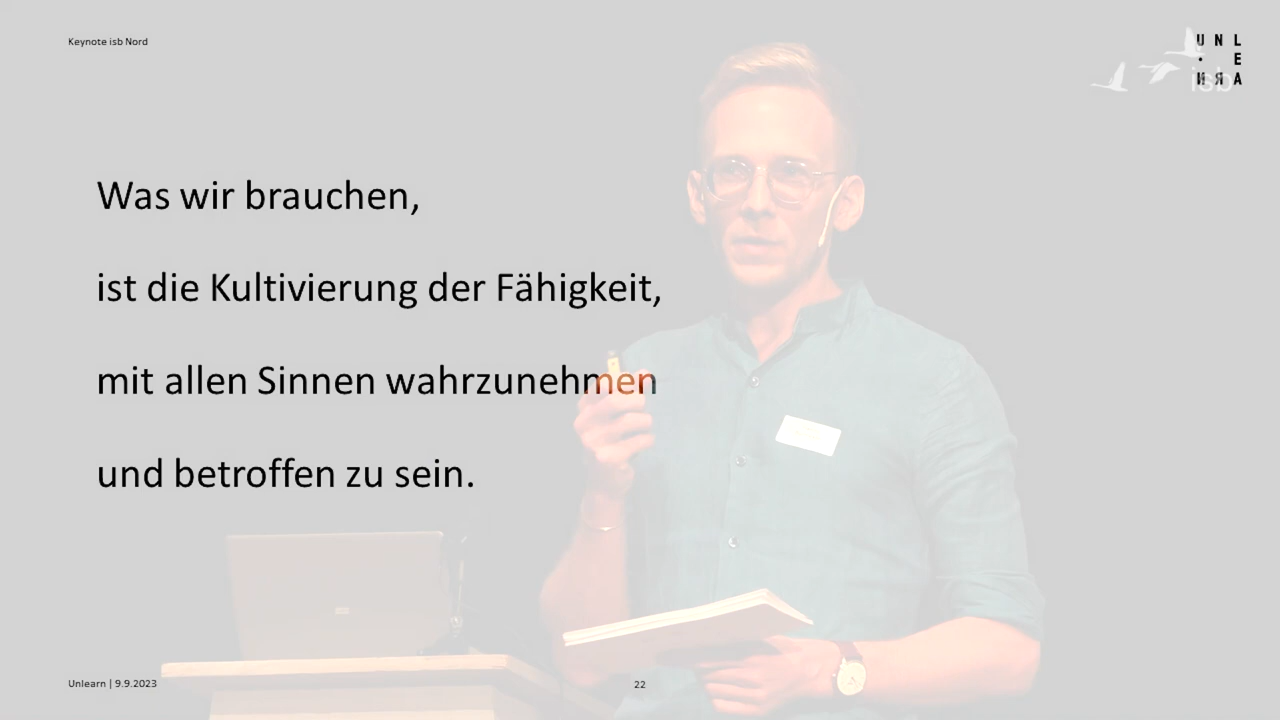 Keynote isb Nord
UNL
E
ИЯA
isb
Was wir brauchen,
ist die Kultivierung der Fähigkeit,
mit allen Sinnen wahrzunehmen
und betroffen zu sein.
Unlearn | 9.9.2023
22